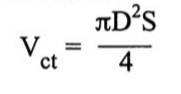 V_ct = πD²S / 4